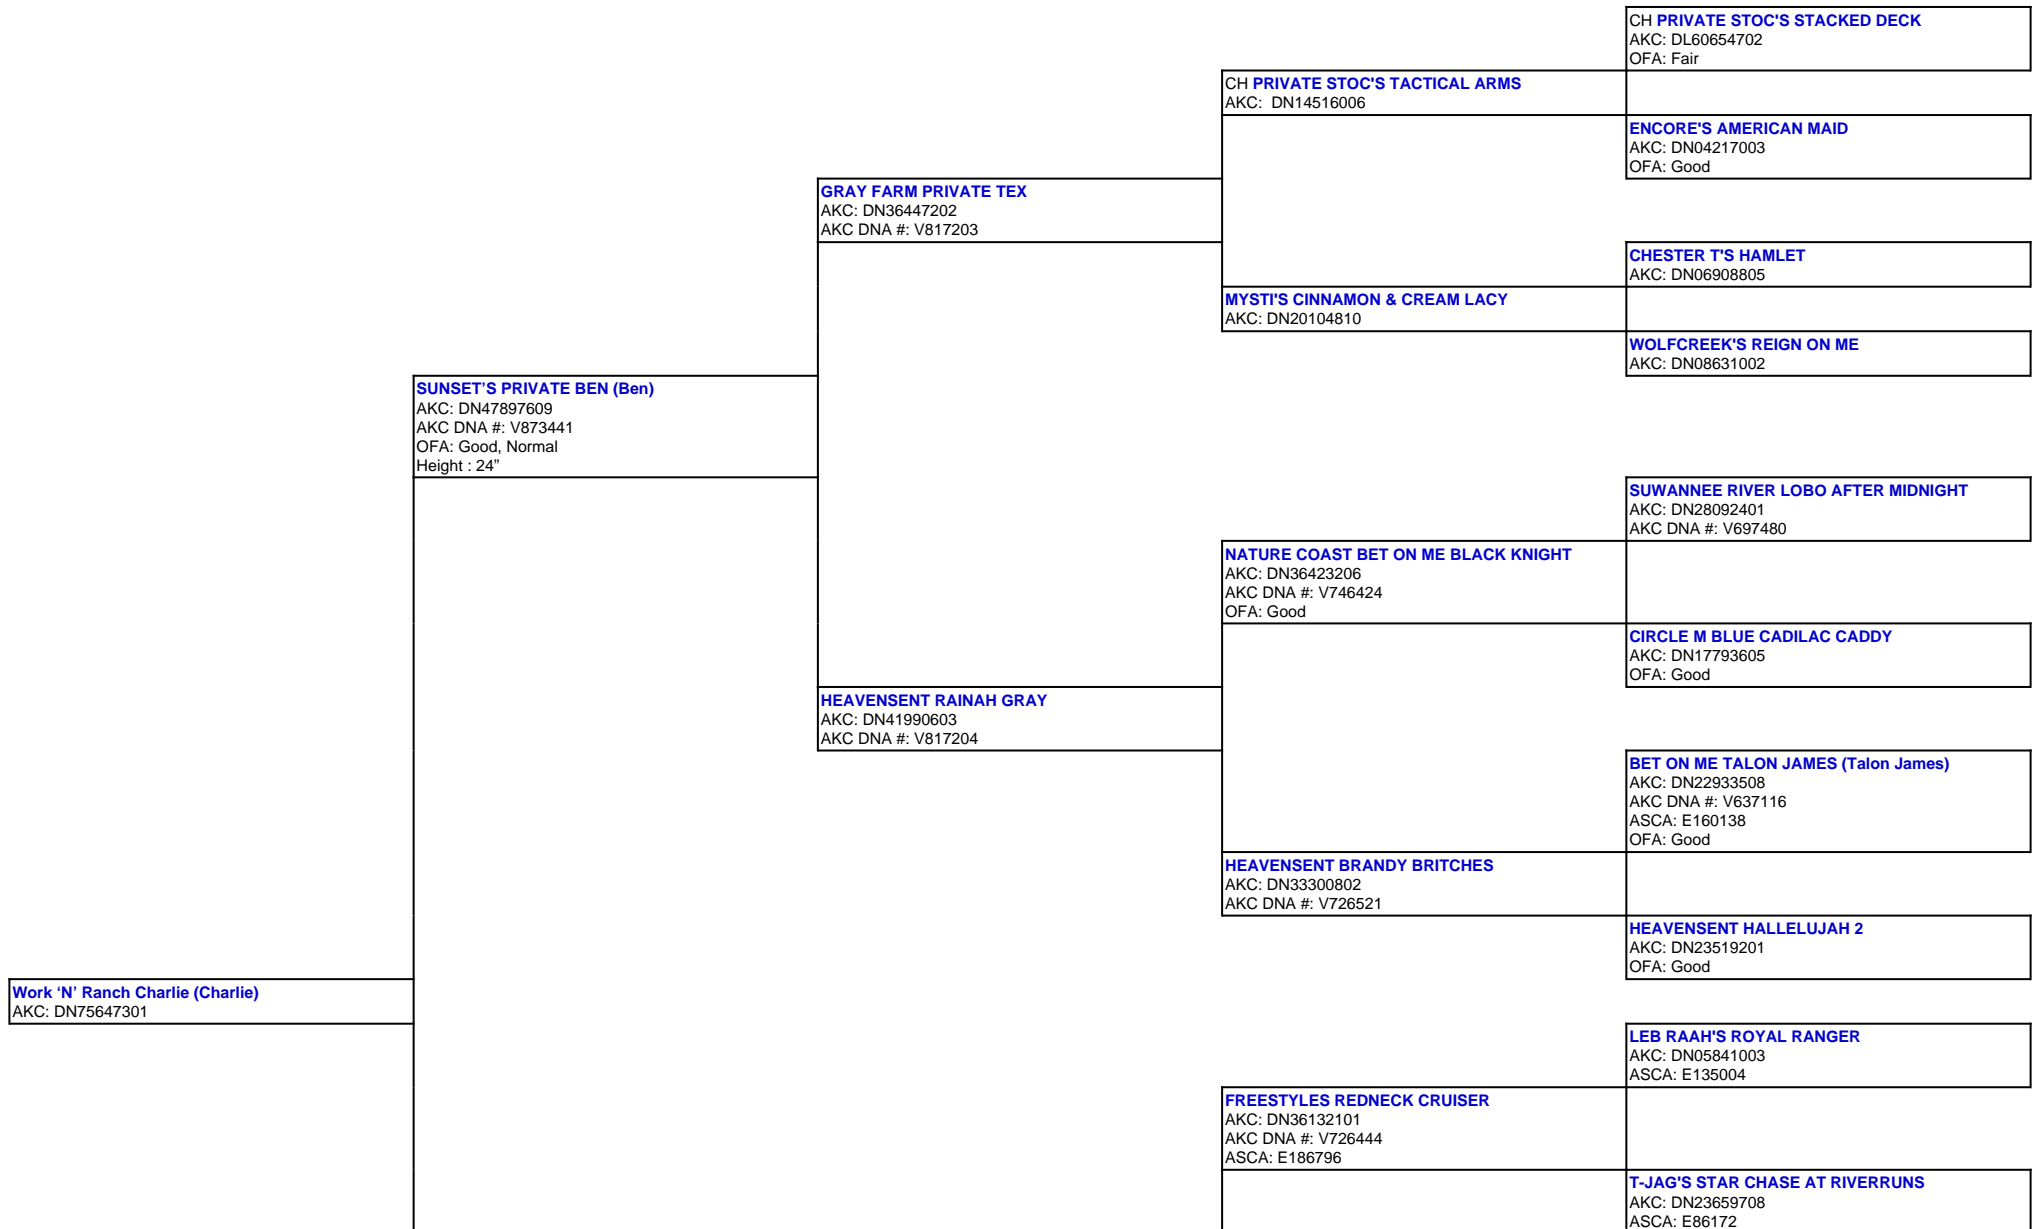 CH PRIVATE STOC'S STACKED DECK
AKC: DL60654702
OFA: Fair
CH PRIVATE STOC'S TACTICAL ARMS
AKC:  DN14516006
ENCORE'S AMERICAN MAID
AKC: DN04217003
OFA: Good
GRAY FARM PRIVATE TEX
AKC: DN36447202
AKC DNA #: V817203
CHESTER T'S HAMLET
AKC: DN06908805
MYSTI'S CINNAMON & CREAM LACY
AKC: DN20104810
WOLFCREEK'S REIGN ON ME
AKC: DN08631002
SUNSET’S PRIVATE BEN (Ben)
AKC: DN47897609
AKC DNA #: V873441
OFA: Good, Normal
Height : 24”
SUWANNEE RIVER LOBO AFTER MIDNIGHT
AKC: DN28092401
AKC DNA #: V697480
NATURE COAST BET ON ME BLACK KNIGHT
AKC: DN36423206
AKC DNA #: V746424
OFA: Good
CIRCLE M BLUE CADILAC CADDY
AKC: DN17793605
OFA: Good
HEAVENSENT RAINAH GRAY
AKC: DN41990603
AKC DNA #: V817204
BET ON ME TALON JAMES (Talon James)
AKC: DN22933508
AKC DNA #: V637116
ASCA: E160138
OFA: Good
HEAVENSENT BRANDY BRITCHES
AKC: DN33300802
AKC DNA #: V726521
HEAVENSENT HALLELUJAH 2
AKC: DN23519201
OFA: Good
Work ‘N’ Ranch Charlie (Charlie)
AKC: DN75647301
LEB RAAH'S ROYAL RANGER
AKC: DN05841003
ASCA: E135004
FREESTYLES REDNECK CRUISER
AKC: DN36132101
AKC DNA #: V726444
ASCA: E186796
T-JAG'S STAR CHASE AT RIVERRUNS
AKC: DN23659708
ASCA: E86172